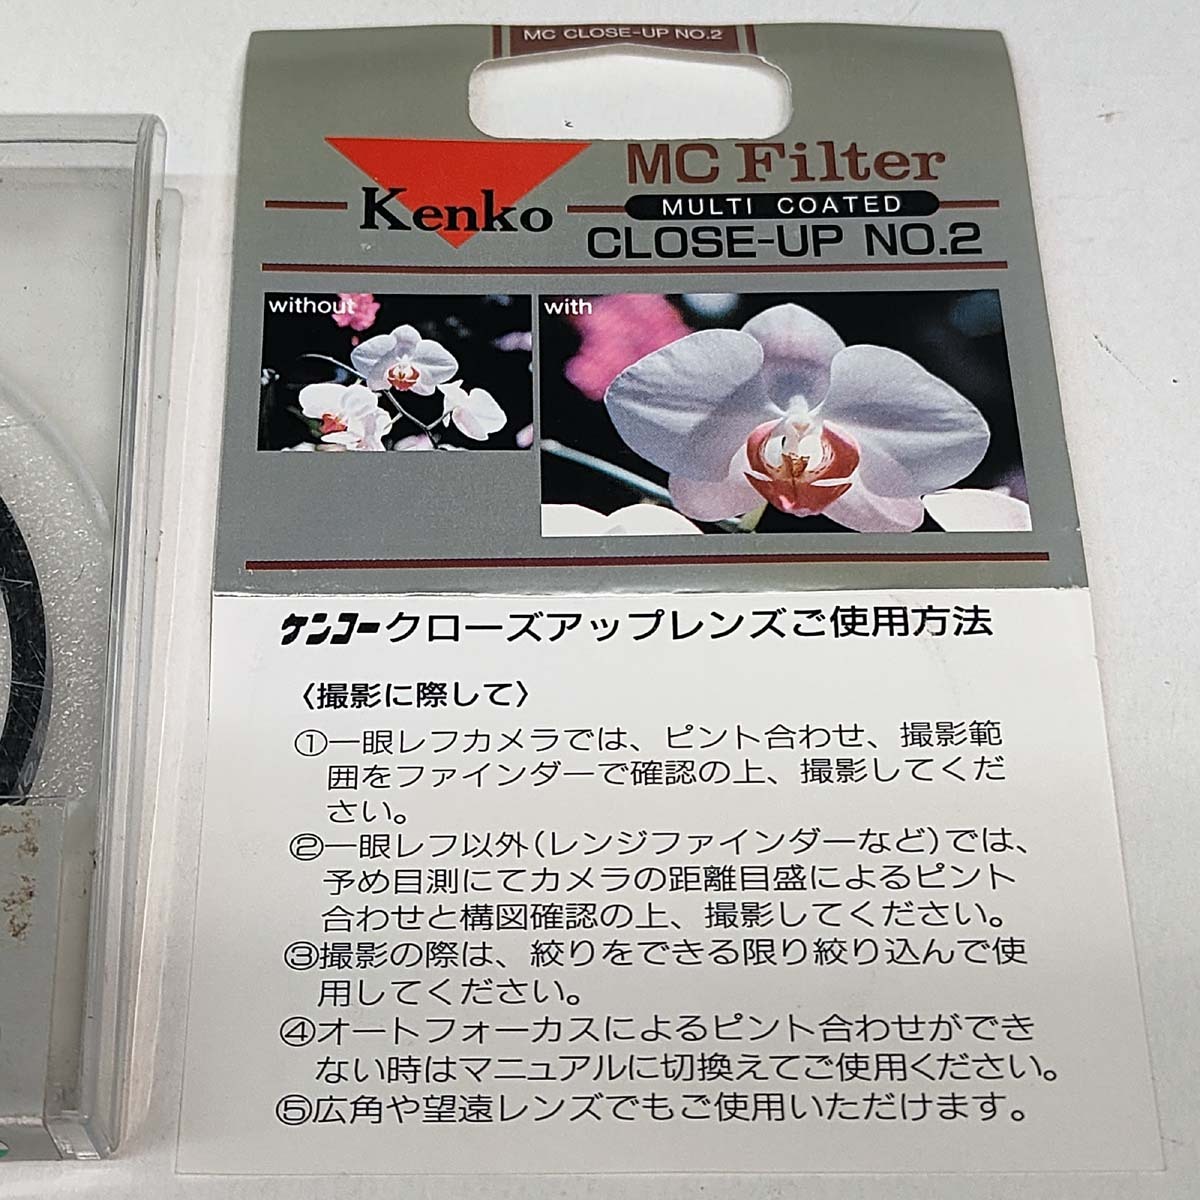 MC CLOSE-UP NO.2
Kenko
MC Filter
MULTI COATED
CLOSE-UP NO.2
without
with
ケンコークローズアップレンズご使用方法
〈撮影に際して〉
①一眼レフカメラでは、ピント合わせ、撮影範
囲をファインダーで確認の上、撮影してくだ
さい。
②一眼レフ以外(レンジファインダーなど)では、
予め目測にてカメラの距離目盛によるピント
合わせと構図確認の上、撮影してください。
③撮影の際は、絞りをできる限り絞り込んで使
用してください。
④オートフォーカスによるピント合わせができ
ない時はマニュアルに切換えてご使用ください。
⑤広角や望遠レンズでもご使用いただけます。